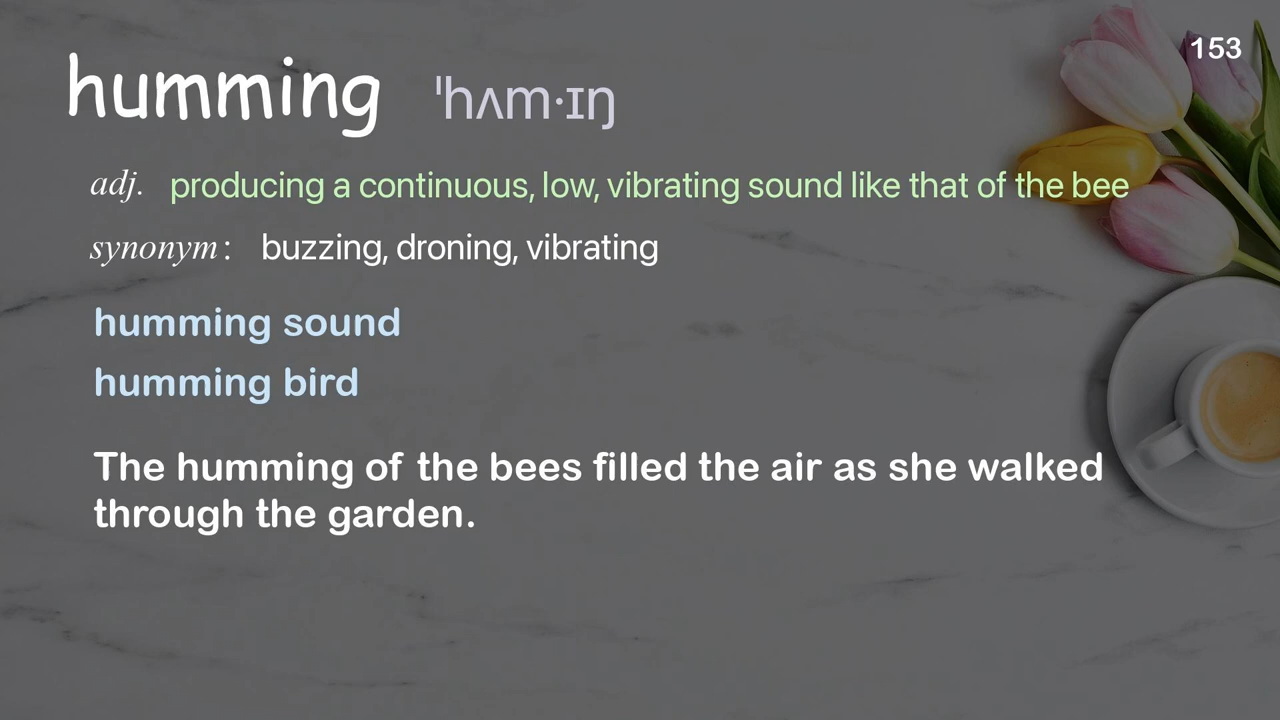 153
humming ˈhʌm·ɪŋ
adj. producing a continuous, low, vibrating sound like that of the bee
synonym: buzzing, droning, vibrating
humming sound
humming bird
The humming of the bees filled the air as she walked
through the garden.